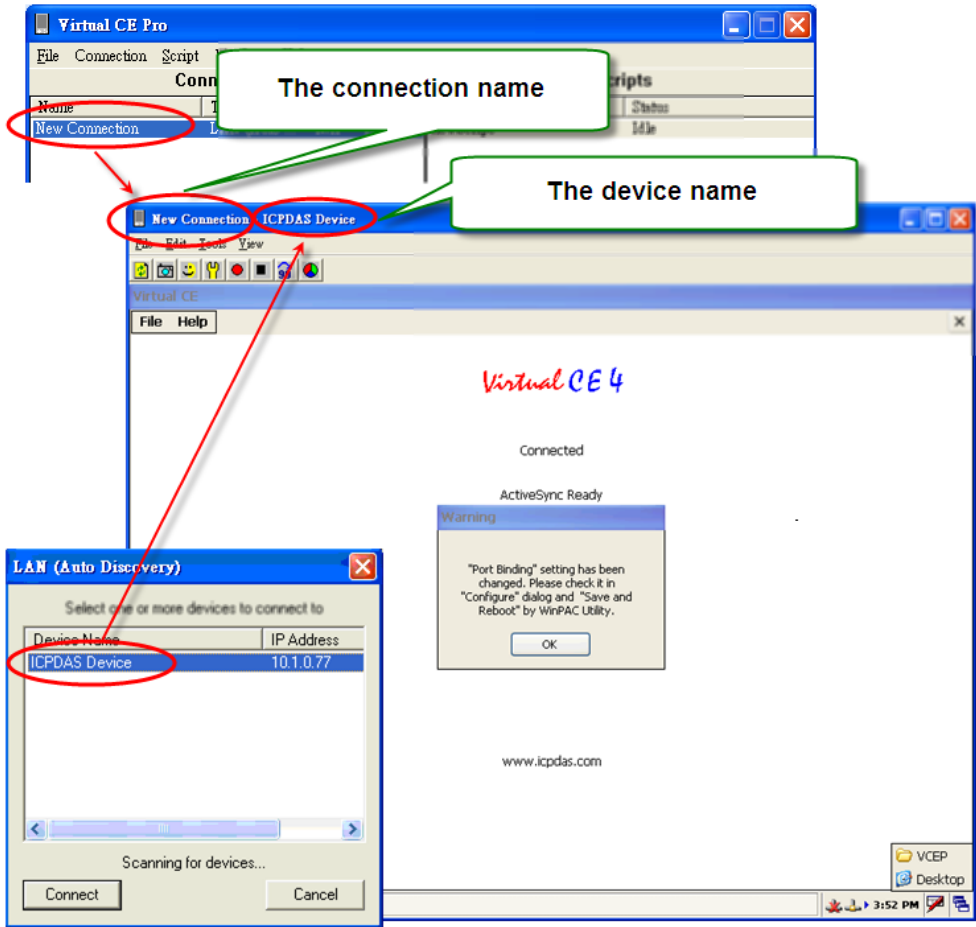 Virtual CE Pro
File Connection Script
Conn
The connection name
cripts
Name
Status
New Connection
Idle
The device name
New Connection - ICPDAS Device
File Edit Tools View
Virtual CE
File Help
Virtual CE 4
Connected
ActiveSync Ready
Warning
"Port Binding" setting has been
changed. Please check it in
"Configure" dialog and "Save and
Reboot" by WinPAC Utility.
OK
www.icpdas.com
LAN (Auto Discovery)
Select one or more devices to connect to
Device Name IP Address
ICPDAS Device 10.1.0.77
Scanning for devices...
Connect Cancel
VCEP
Desktop
3:52 PM